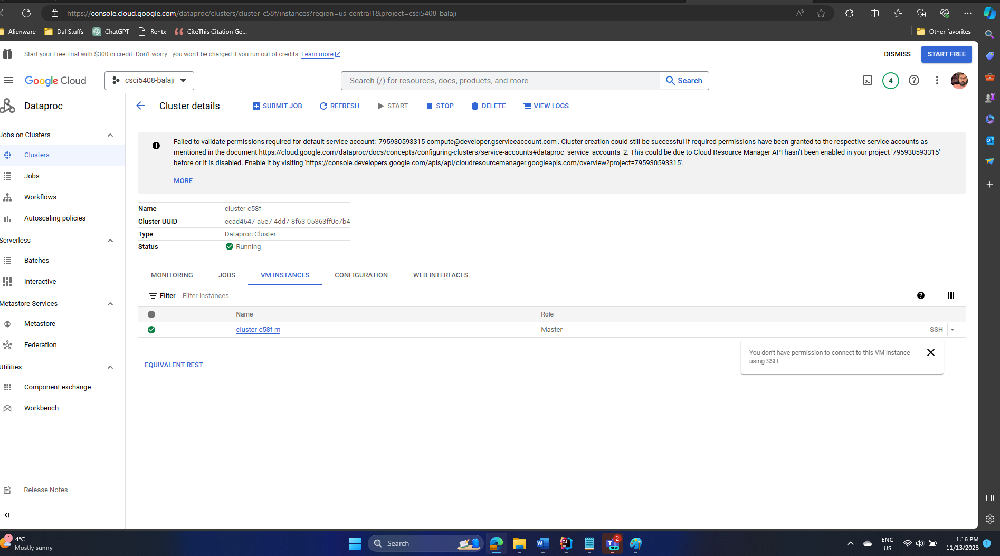 https://console.cloud.google.com/dataproc/clusters/cluster-c58f/instances?region=us-central1&project=csci5408-balaji
Alienware
Dal Stuffs
ChatGPT
Rentx
CiteThis Citation Ge...
Other favorites
Start your Free Trial with $300 in credit. Don't worry—you won't be charged if you run out of credits. Learn more
DISMISS
START FREE
Google Cloud
csci5408-balaji
Search (/) for resources, docs, products, and more
Search
4
Dataproc
Cluster details
SUBMIT JOB
REFRESH
START
STOP
DELETE
VIEW LOGS
Jobs on Clusters
Clusters
Jobs
Workflows
Autoscaling policies
Serverless
Batches
Interactive
Metastore Services
Metastore
Federation
Utilities
Component exchange
Workbench
Release Notes
Failed to validate permissions required for default service account: '795930593315-compute@developer.gserviceaccount.com'. Cluster creation could still be successful if required permissions have been granted to the respective service accounts as
mentioned in the document https://cloud.google.com/dataproc/docs/concepts/configuring-clusters/service-accounts#dataproc_service_accounts_2. This could be due to Cloud Resource Manager API hasn't been enabled in your project '795930593315'
before or it is disabled. Enable it by visiting 'https://console.developers.google.com/apis/api/cloudresourcemanager.googleapis.com/overview?project=795930593315'.
MORE
Name cluster-c58f
Cluster UUID ecad4647-a5e7-4dd7-8f63-05363ff0e7b4
Type Dataproc Cluster
Status Running
MONITORING
JOBS
VM INSTANCES
CONFIGURATION
WEB INTERFACES
Filter Filter instances
Name Role
cluster-c58f-m Master SSH
You don't have permission to connect to this VM instance
using SSH
EQUIVALENT REST
1
4°C
Mostly sunny
Search
2
NEW
ENG
US
1:16 PM
11/13/2023
1